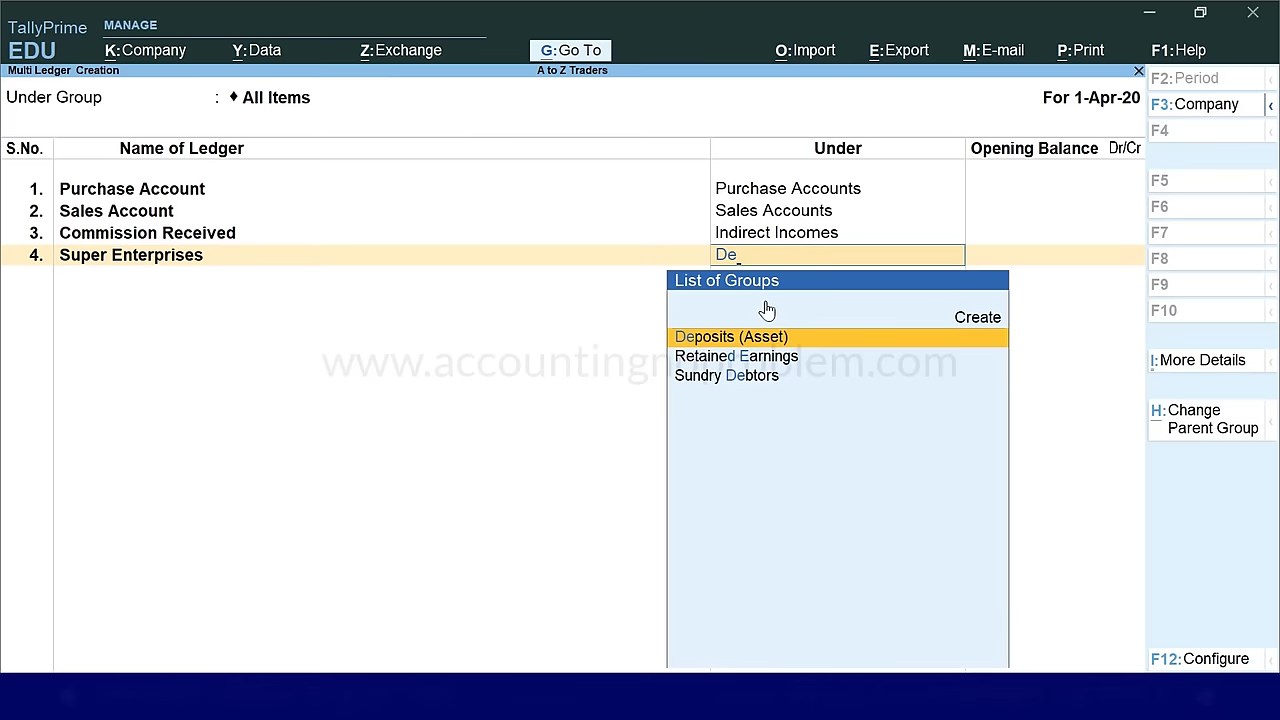 TallyPrime
EDU
MANAGE
K:Company
Y:Data
Z:Exchange
G:Go To
O:Import
E:Export
M:E-mail
P:Print
F1:Help
Multi Ledger Creation
A to Z Traders
Under Group : ♦ All Items
For 1-Apr-20
S.No. Name of Ledger Under Opening Balance Dr/Cr
1. Purchase Account Purchase Accounts
2. Sales Account Sales Accounts
3. Commission Received Indirect Incomes
4. Super Enterprises De
List of Groups
Create
Deposits (Asset)
Retained Earnings
Sundry Debtors
F2:Period
F3:Company
F4
F5
F6
F7
F8
F9
F10
I:More Details
H:Change
Parent Group
F12:Configure